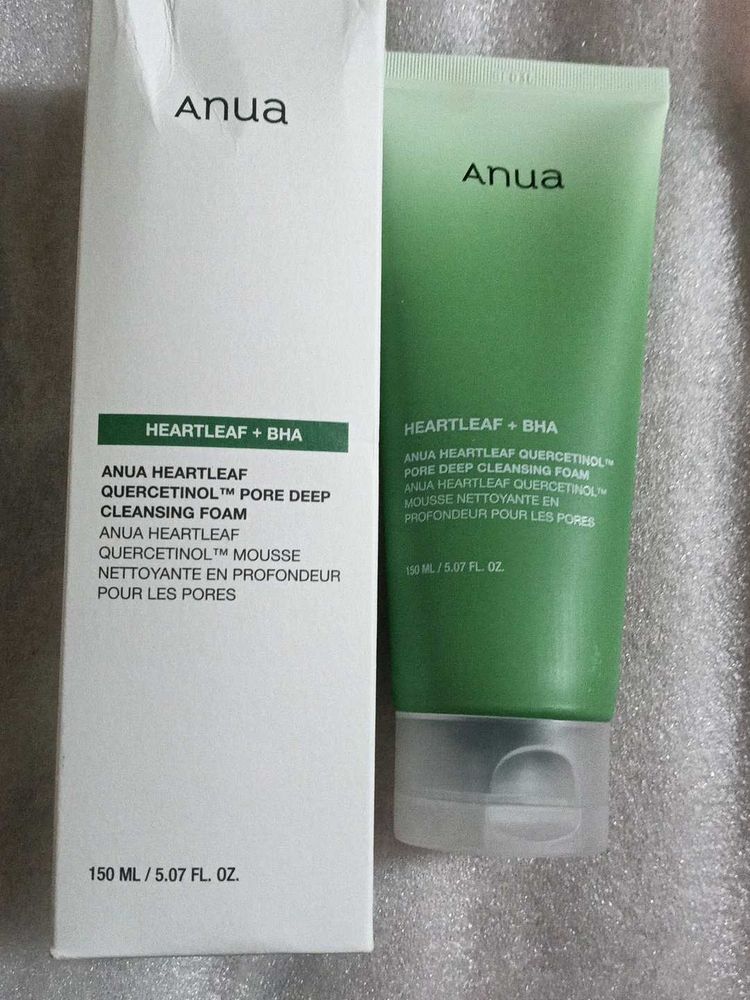 Anua
HEARTLEAF + BHA
ANUA HEARTLEAF
QUERCETINOL™ PORE DEEP
CLEANSING FOAM
ANUA HEARTLEAF
QUERCETINOL™ MOUSSE
NETTOYANTE EN PROFONDEUR
POUR LES PORES
150 ML / 5.07 FL. OZ.
Anua
HEARTLEAF + BHA
ANUA HEARTLEAF QUERCETINOL™
PORE DEEP CLEANSING FOAM
ANUA HEARTLEAF QUERCETINOL™
MOUSSE NETTOYANTE EN
PROFONDEUR POUR LES PORES
150 ML / 5.07 FL. OZ.